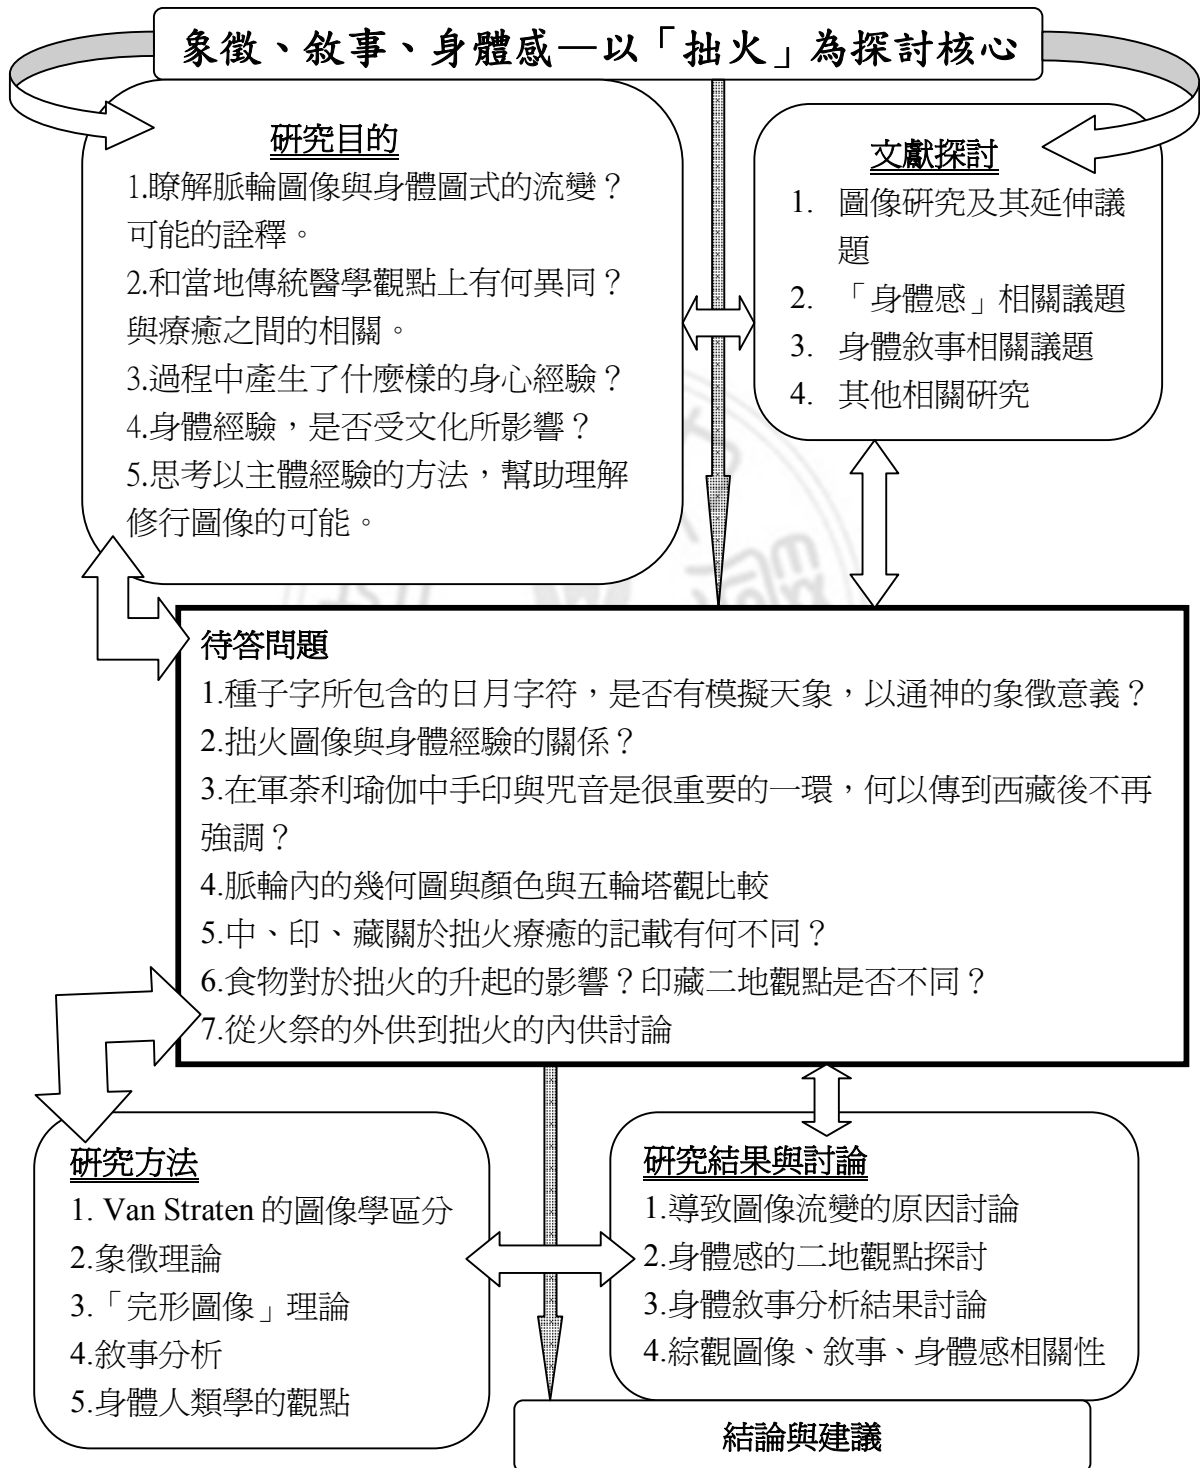 象徵、敘事、身體感—以「拙火」為探討核心
研究目的
1.瞭解脈輪圖像與身體圖式的流變？
可能的詮釋。
2.和當地傳統醫學觀點上有何異同？
與療癒之間的相關。
3.過程中產生了什麼樣的身心經驗？
4.身體經驗，是否受文化所影響？
5.思考以主體經驗的方法，幫助理解
修行圖像的可能。
文獻探討
1. 圖像研究及其延伸議
題
2. 「身體感」相關議題
3. 身體敘事相關議題
4. 其他相關研究
待答問題
1.種子字所包含的日月字符，是否有模擬天象，以通神的象徵意義？
2.拙火圖像與身體經驗的關係？
3.在軍荼利瑜伽中手印與咒音是很重要的一環，何以傳到西藏後不再
強調？
4.脈輪內的幾何圖與顏色與五輪塔觀比較
5.中、印、藏關於拙火療癒的記載有何不同？
6.食物對於拙火的升起的影響？印藏二地觀點是否不同？
7.從火祭的外供到拙火的內供討論
研究方法
1. Van Straten 的圖像學區分
2.象徵理論
3.「完形圖像」理論
4.敘事分析
5.身體人類學的觀點
研究結果與討論
1.導致圖像流變的原因討論
2.身體感的二地觀點探討
3.身體敘事分析結果討論
4.綜觀圖像、敘事、身體感相關性
結論與建議